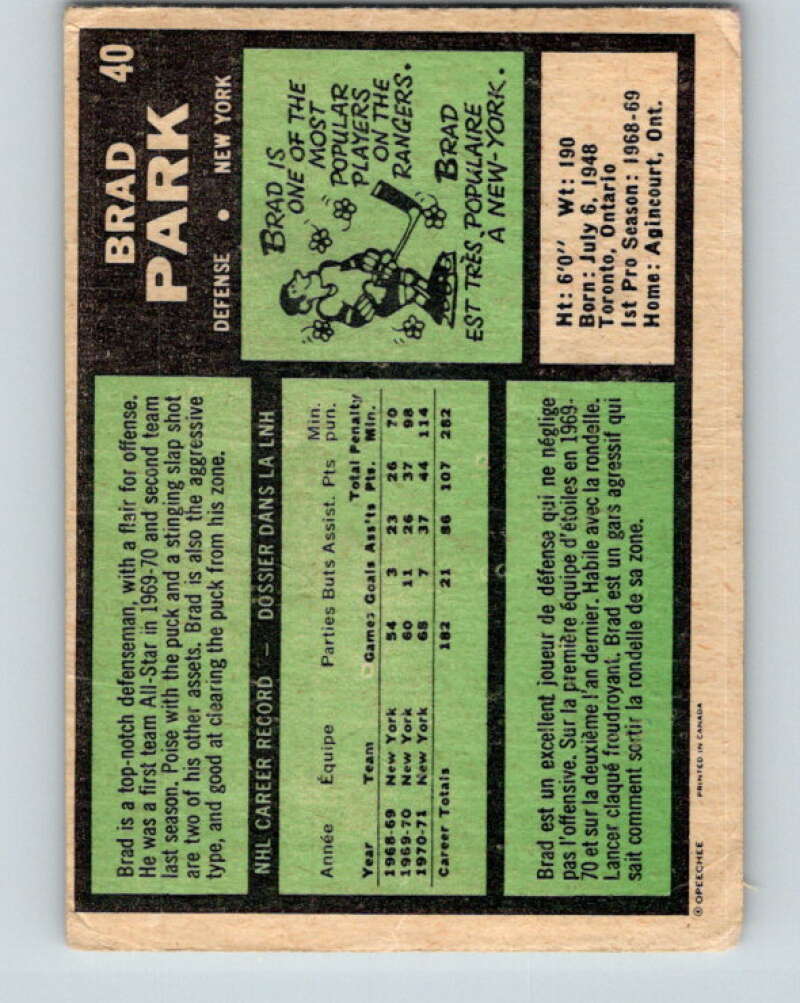 BRAD
PARK
40
DEFENSE • NEW YORK
Brad is a top-notch defenseman, with a flair for offense.
He was a first team All-Star in 1969-70 and second team
last season. Poise with the puck and a stinging slap shot
are two of his other assets. Brad is also the aggressive
type, and good at clearing the puck from his zone.
BRAD IS
ONE OF THE
MOST
POPULAR
PLAYERS
ON THE
RANGERS.
BRAD
EST TRÈS POPULAIRE
A NEW-YORK.
NHL CAREER RECORD — DOSSIER DANS LA LNH
Année Équipe Parties Buts Assist. Pts Min. pun.
Year Team Games Goals Ass'ts Total Pts. Penalty Min.
1968-69 New York 54 3 23 26 70
1969-70 New York 60 11 26 37 98
1970-71 New York 68 7 37 44 114
Career Totals 182 21 86 107 282
Ht: 6'0" Wt: 190
Born: July 6, 1948
Toronto, Ontario
1st Pro Season: 1968-69
Home: Agincourt, Ont.
Brad est un excellent joueur de défense qui ne néglige
pas l'offensive. Sur la première équipe d'étoiles en 1969-
70 et sur la deuxième l'an dernier. Habile avec la rondelle.
Lancer claqué froudroyant. Brad est un gars agressif qui
sait comment sortir la rondelle de sa zone.
© OPEECHEE PRINTED IN CANADA